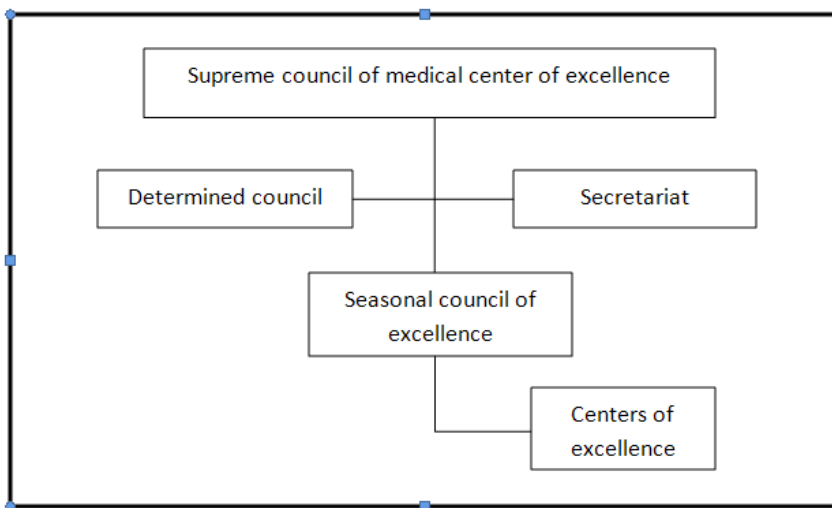 Supreme council of medical center of excellence
Determined council
Secretariat
Seasonal council of
excellence
Centers of
excellence